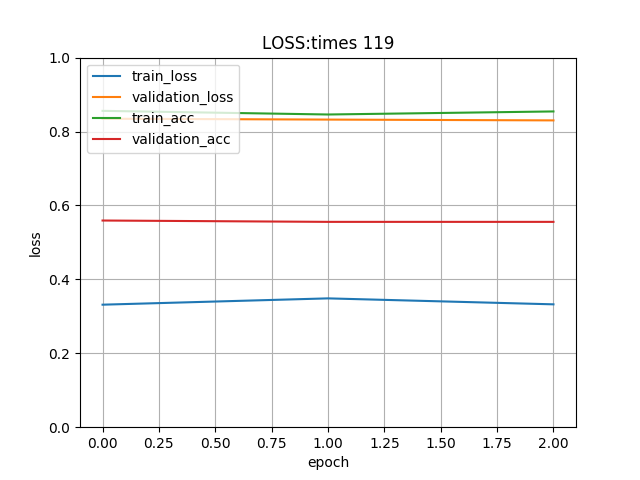 LOSS:times 119
1.0
0.8
0.6
0.4
0.2
0.0
loss
train_loss
validation_loss
train_acc
validation_acc
0.00 0.25 0.50 0.75 1.00 1.25 1.50 1.75 2.00
epoch